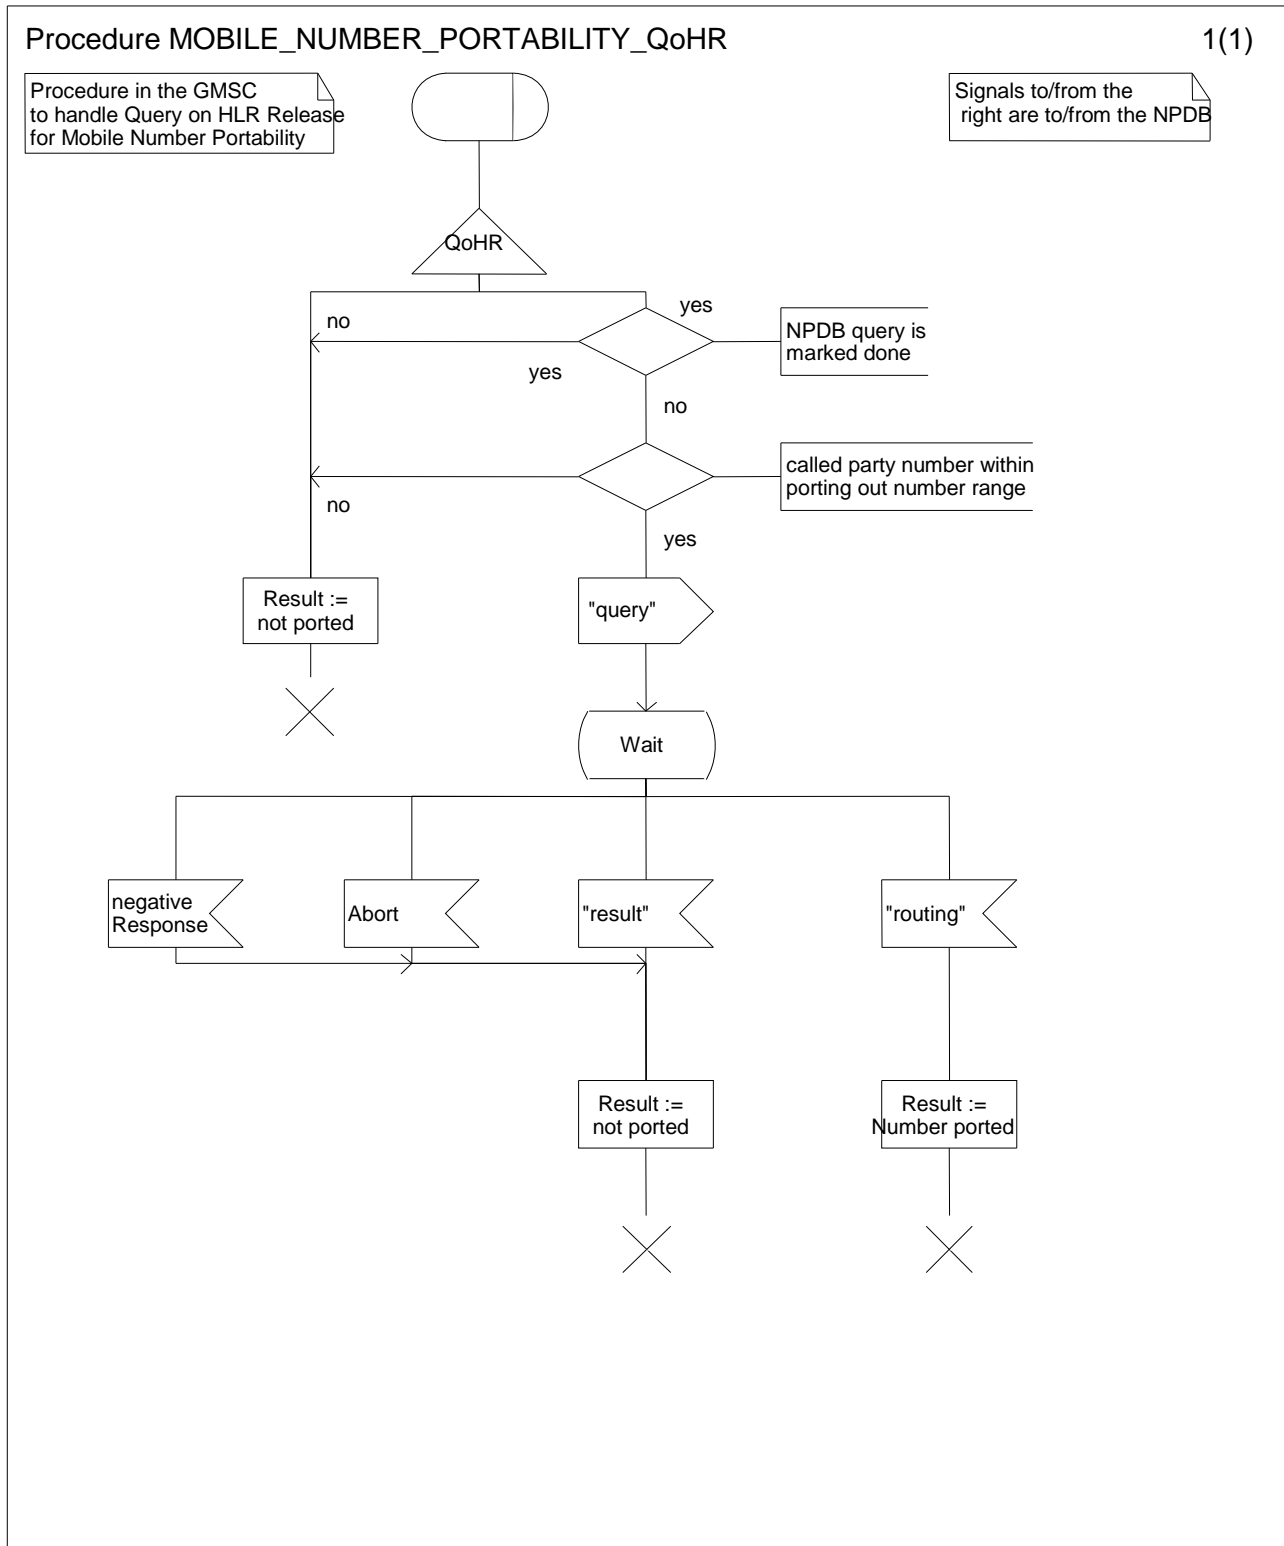 Procedure MOBILE_NUMBER_PORTABILITY_QoHR
1(1)
Procedure in the GMSC
to handle Query on HLR Release
for Mobile Number Portability
Signals to/from the
right are to/from the NPDB
QoHR
yes
no
NPDB query is
marked done
yes
no
called party number within
porting out number range
no
yes
Result :=
not ported
"query"
Wait
negative
Response
Abort
"result"
"routing"
Result :=
not ported
Result :=
Number ported